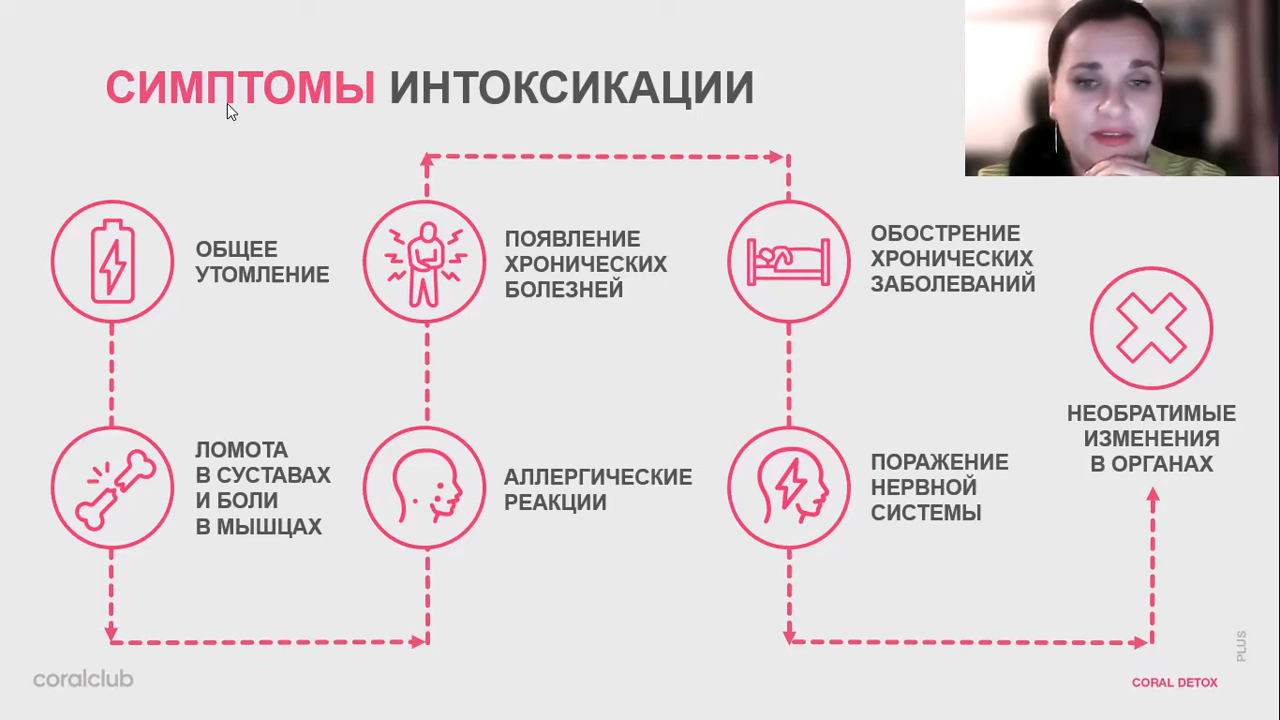 СИМПТОМЫ ИНТОКСИКАЦИИ
ОБЩЕЕ
УТОМЛЕНИЕ
ЛОМОТА
В СУСТАВАХ
И БОЛИ
В МЫШЦАХ
АЛЛЕРГИЧЕСКИЕ
РЕАКЦИИ
ПОЯВЛЕНИЕ
ХРОНИЧЕСКИХ
БОЛЕЗНЕЙ
ОБОСТРЕНИЕ
ХРОНИЧЕСКИХ
ЗАБОЛЕВАНИЙ
ПОРАЖЕНИЕ
НЕРВНОЙ
СИСТЕМЫ
НЕОБРАТИМЫЕ
ИЗМЕНЕНИЯ
В ОРГАНАХ
coralclub
CORAL DETOX
PLUS